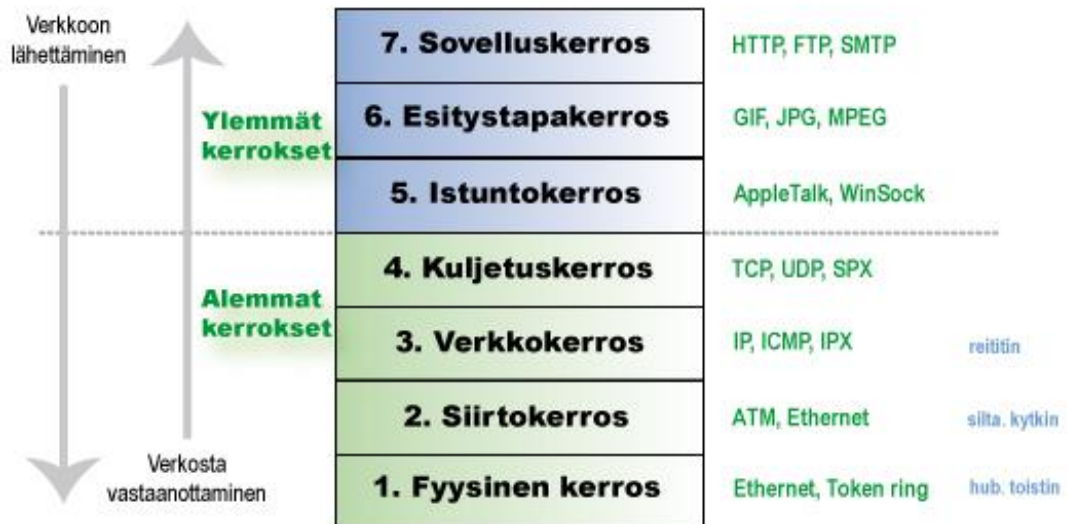 Verkkoon
lähettäminen
7. Sovelluskerros
HTTP, FTP, SMTP
Ylemmät
kerrokset
6. Esitystapakerros
GIF, JPG, MPEG
5. Istuntokerros
AppleTalk, WinSock
4. Kuljetuskerros
TCP, UDP, SPX
Alemmat
kerrokset
3. Verkkokerros
IP, ICMP, IPX
reititin
2. Siirtokerros
ATM, Ethernet
silta. kytkin
Verkosta
vastaanottaminen
1. Fyysinen kerros
Ethernet, Token ring
hub. toistin